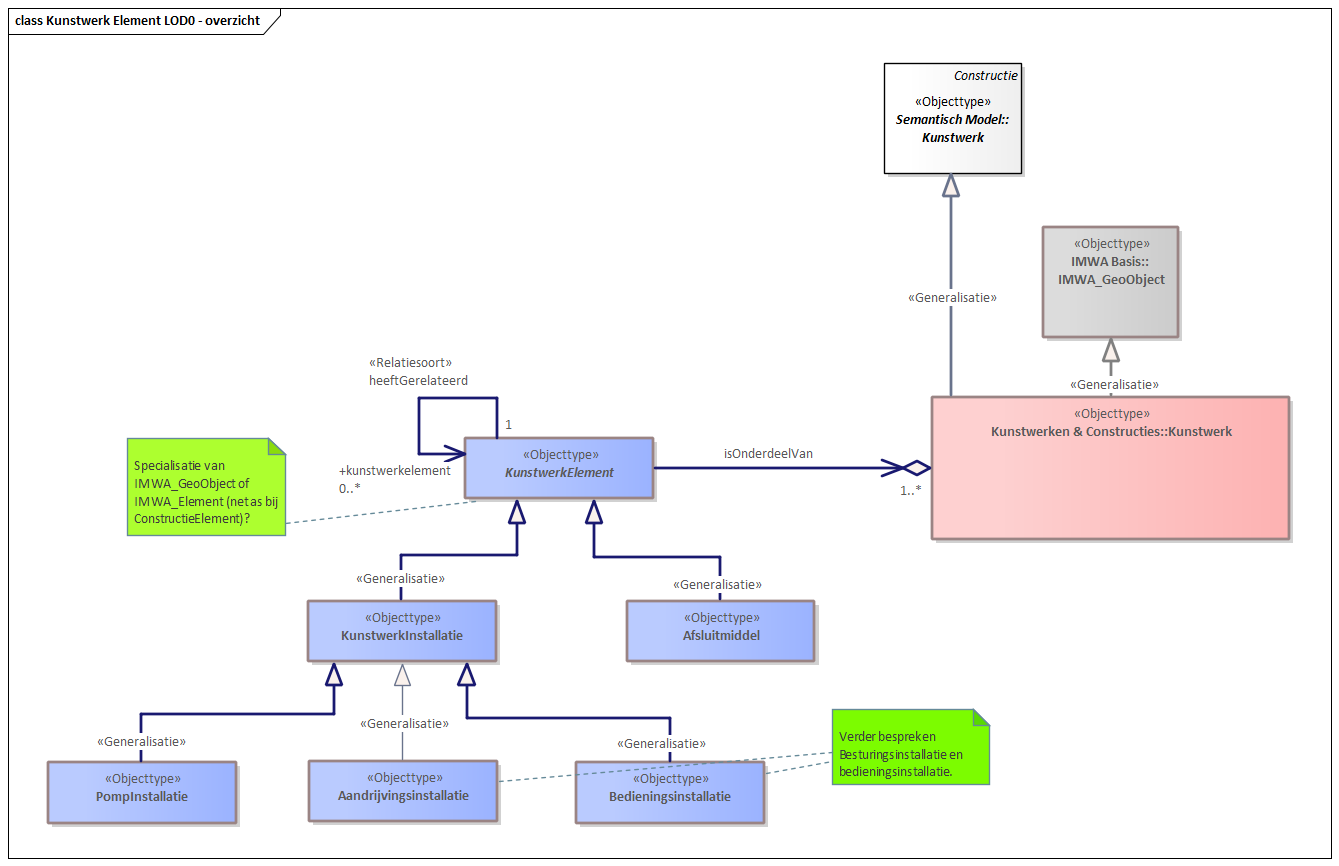 class Kunstwerk Element LOD0 - overzicht
Constructie
«Objecttype»
Semantisch Model::
Kunstwerk
«Objecttype»
IMWA Basis::
IMWA_GeoObject
«Generalisatie»
«Generalisatie»
«Relatiesoort»
heeftGerelateerd
1
«Objecttype»
Kunstwerken & Constructies::Kunstwerk
«Objecttype»
KunstwerkElement
isOnderdeelVan
1..*
+kunstwerkelement
0..*
Specialisatie van
IMWA_GeoObject of
IMWA_Element (net as bij
ConstructieElement)?
«Generalisatie»
«Generalisatie»
«Objecttype»
KunstwerkInstallatie
«Objecttype»
Afsluitmiddel
«Generalisatie»
«Generalisatie»
«Generalisatie»
Verder bespreken
Besturingsinstallatie en
bedieningsinstallatie.
«Objecttype»
PompInstallatie
«Objecttype»
Aandrijvingsinstallatie
«Objecttype»
Bedieningsinstallatie